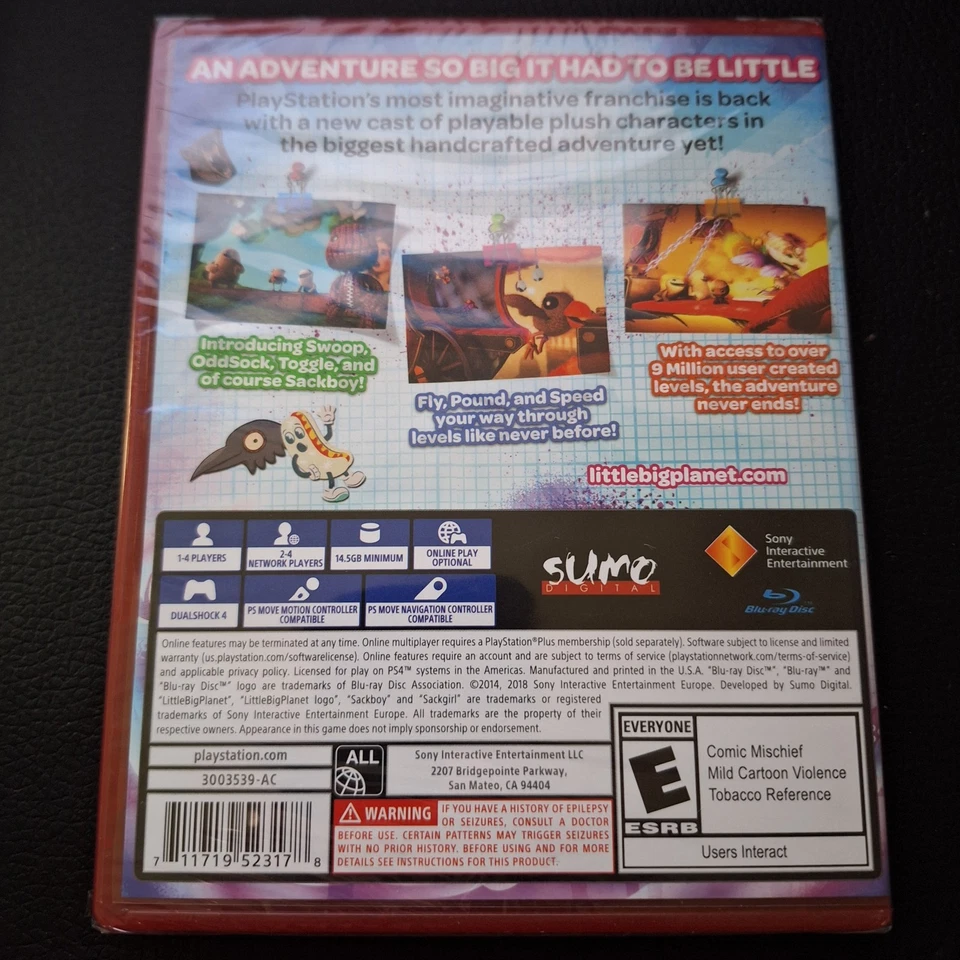 AN ADVENTURE SO BIG IT HAD TO BE LITTLE
PlayStation's most imaginative franchise is back
with a new cast of playable plush characters in
the biggest handcrafted adventure yet!
Introducing Swoop,
OddSock, Toggle, and
of course Sackboy!
Fly, Pound, and Speed
your way through
levels like never before!
With access to over
9 Million user created
levels, the adventure
never ends!
littlebigplanet.com
1-4 PLAYERS
2-4
NETWORK PLAYERS
14.5GB MINIMUM
ONLINE PLAY
OPTIONAL
DUALSHOCK 4
PS MOVE MOTION CONTROLLER
COMPATIBLE
PS MOVE NAVIGATION CONTROLLER
COMPATIBLE
sumo
DIGITAL
Sony
Interactive
Entertainment
Blu-ray Disc
Online features may be terminated at any time. Online multiplayer requires a PlayStation®Plus membership (sold separately). Software subject to license and limited
warranty (us.playstation.com/softwarelicense). Online features require an account and are subject to terms of service (playstationnetwork.com/terms-of-service)
and applicable privacy policy. Licensed for play on PS4™ systems in the Americas. Manufactured and printed in the U.S.A. "Blu-ray Disc™", "Blu-ray™" and
"Blu-ray Disc™" logo are trademarks of Blu-ray Disc Association. ©2014, 2018 Sony Interactive Entertainment Europe. Developed by Sumo Digital.
"LittleBigPlanet", "LittleBigPlanet logo", "Sackboy" and "Sackgirl" are trademarks or registered
trademarks of Sony Interactive Entertainment Europe. All trademarks are the property of their
respective owners. Appearance in this game does not imply sponsorship or endorsement.
playstation.com
3003539-AC
ALL
Sony Interactive Entertainment LLC
2207 Bridgepointe Parkway,
San Mateo, CA 94404
WARNING IF YOU HAVE A HISTORY OF EPILEPSY
OR SEIZURES, CONSULT A DOCTOR
BEFORE USE. CERTAIN PATTERNS MAY TRIGGER SEIZURES
WITH NO PRIOR HISTORY. BEFORE USING AND FOR MORE
DETAILS SEE INSTRUCTIONS FOR THIS PRODUCT.
7 11719 52317 8
EVERYONE
E
ESRB
Comic Mischief
Mild Cartoon Violence
Tobacco Reference
Users Interact